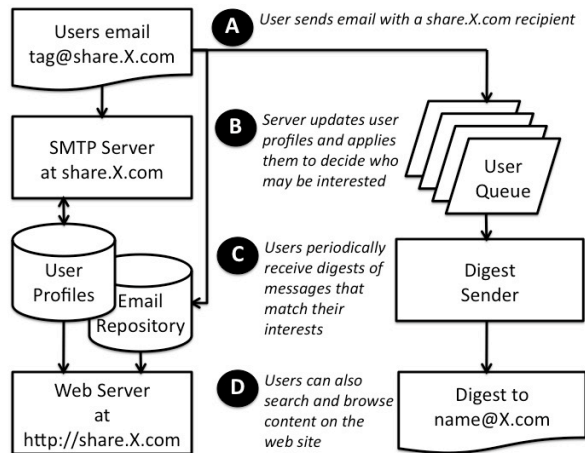 Users email
tag@share.X.com
A
User sends email with a share.X.com recipient
SMTP Server
at share.X.com
B
Server updates user
profiles and applies
them to decide who
may be interested
User
Queue
User
Profiles
Email
Repository
C
Users periodically
receive digests of
messages that
match their
interests
Digest
Sender
Web Server
at
http://share.X.com
D
Users can also
search and browse
content on the
web site
Digest to
name@X.com